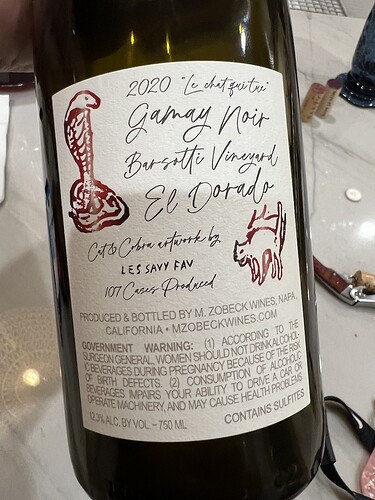 2020 "Le chat qui tue"
Gamay Noir
Barsotti Vineyard
El Dorado
Cat & Cobra artwork by
LES SAVY FAV
107 Cases Produced
PRODUCED & BOTTLED BY M. ZOBECK WINES, NAPA,
CALIFORNIA • MZOBECKWINES.COM
GOVERNMENT WARNING: (1) ACCORDING TO THE
SURGEON GENERAL, WOMEN SHOULD NOT DRINK ALCOHOL-
IC BEVERAGES DURING PREGNANCY BECAUSE OF THE RISK
OF BIRTH DEFECTS. (2) CONSUMPTION OF ALCOHOLIC
BEVERAGES IMPAIRS YOUR ABILITY TO DRIVE A CAR OR
OPERATE MACHINERY, AND MAY CAUSE HEALTH PROBLEMS
12.3% ALC. BY VOL. – 750 ML CONTAINS SULFITES